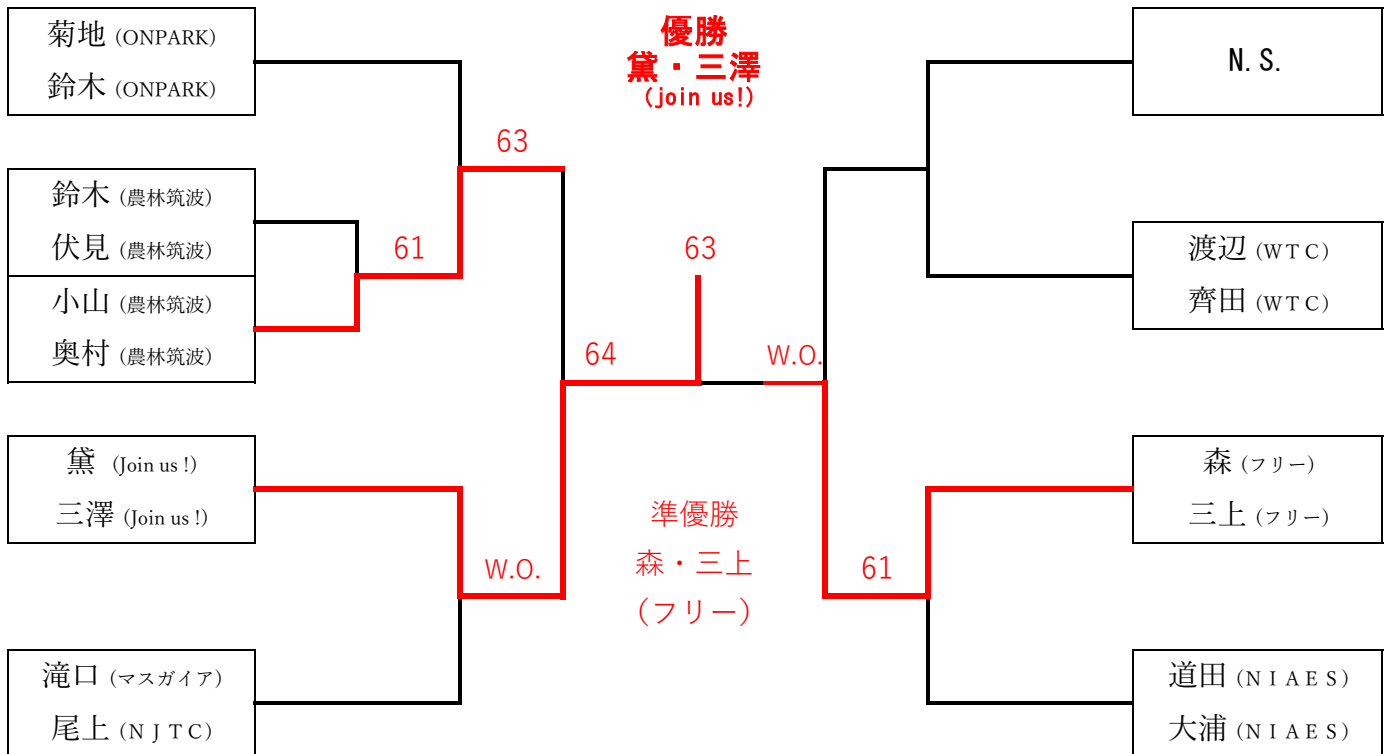 菊地 (ONPARK)
鈴木 (ONPARK)
鈴木 (農林筑波)
伏見 (農林筑波)
小山 (農林筑波)
奥村 (農林筑波)
黛 (Join us !)
三澤 (Join us !)
滝口 (マスガイア)
尾上 (ＮＪＴＣ)
63
61
W.O.
64
優勝
黛・三澤
(join us!)
63
準優勝
森・三上
(フリー)
W.O.
61
N.S.
渡辺 (ＷＴＣ)
齊田 (ＷＴＣ)
森 (フリー)
三上 (フリー)
道田 (ＮＩＡＥＳ)
大浦 (ＮＩＡＥＳ)